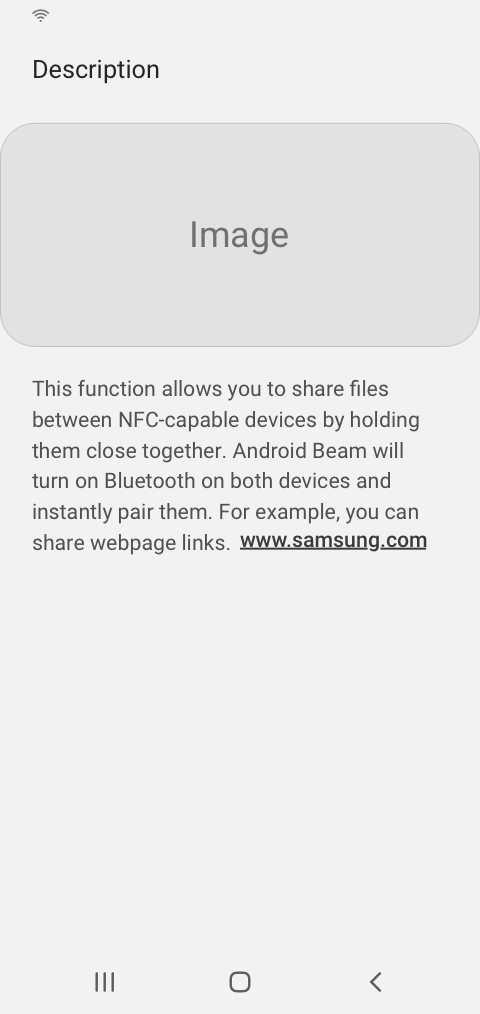 Description
Image
This function allows you to share files
between NFC-capable devices by holding
them close together. Android Beam will
turn on Bluetooth on both devices and
instantly pair them. For example, you can
share webpage links. www.samsung.com